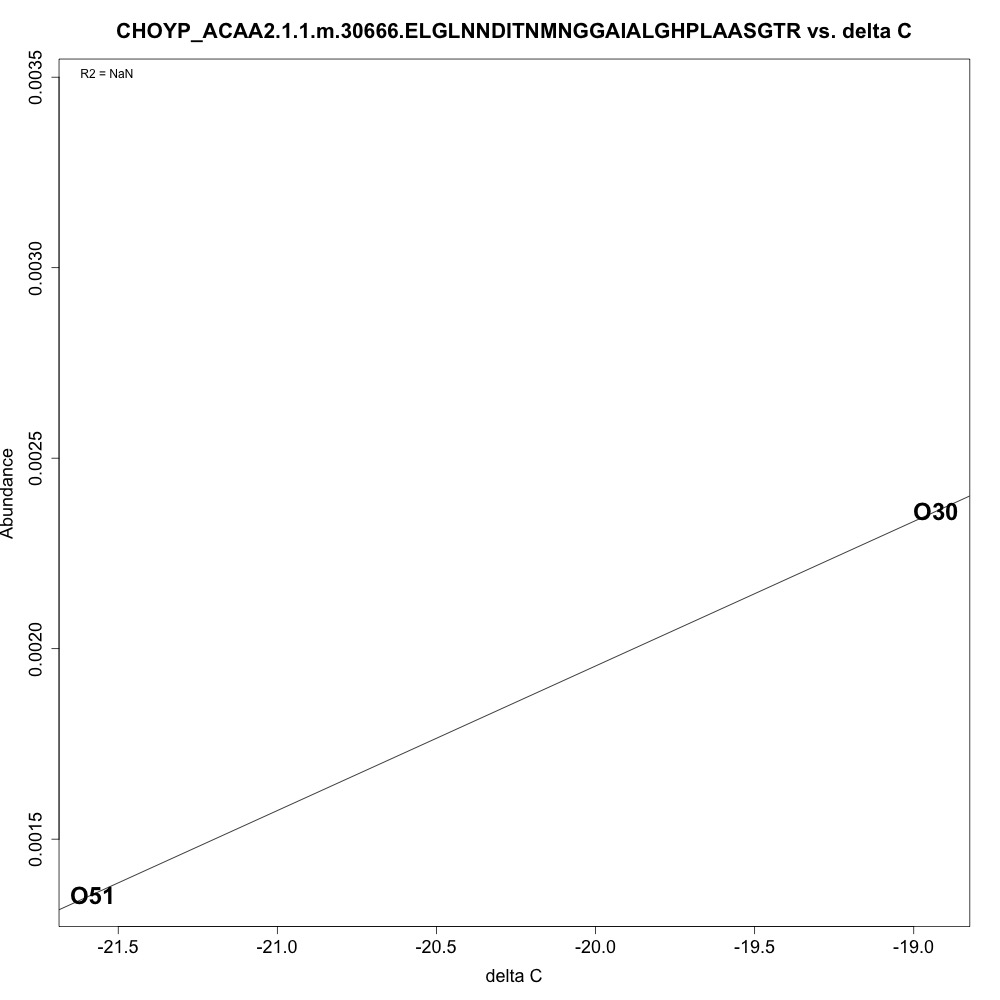 CHOYP_ACAA2.1.1.m.30666.ELGLNNDITNMNGGAIALGHPLAASGTR vs. delta C
R2 = NaN
0.0035
0.0030
0.0025
0.0020
0.0015
Abundance
O30
O51
-21.5 -21.0 -20.5 -20.0 -19.5 -19.0
delta C